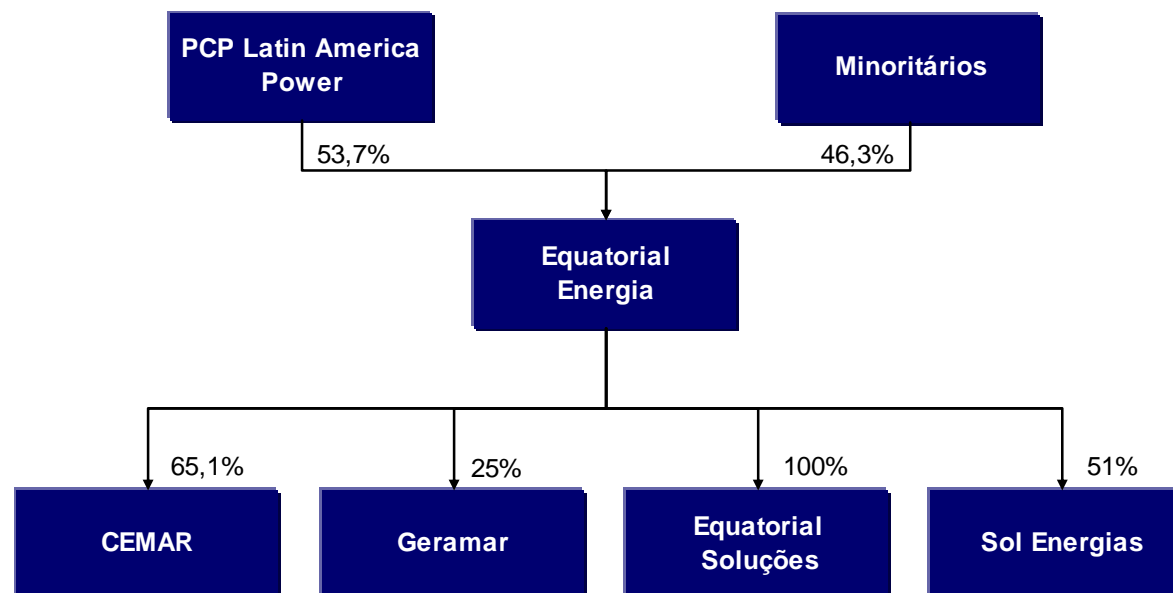 PCP Latin America
Power
Minoritários
53,7%
46,3%
Equatorial
Energia
65,1%
25%
100%
51%
CEMAR
Geramar
Equatorial
Soluções
Sol Energias